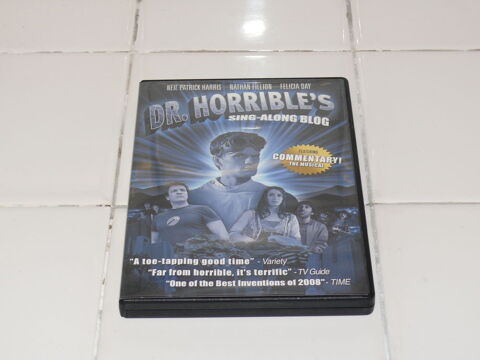 NEIL PATRICK HARRIS NATHAN FILLION FELICIA DAY
DR. HORRIBLE'S
SING-ALONG BLOG
FEATURING
COMMENTARY!
THE MUSICAL
"A toe-tapping good time" - Variety
"Far from horrible, it's terrific" - TV Guide
"One of the Best Inventions of 2008" - TIME